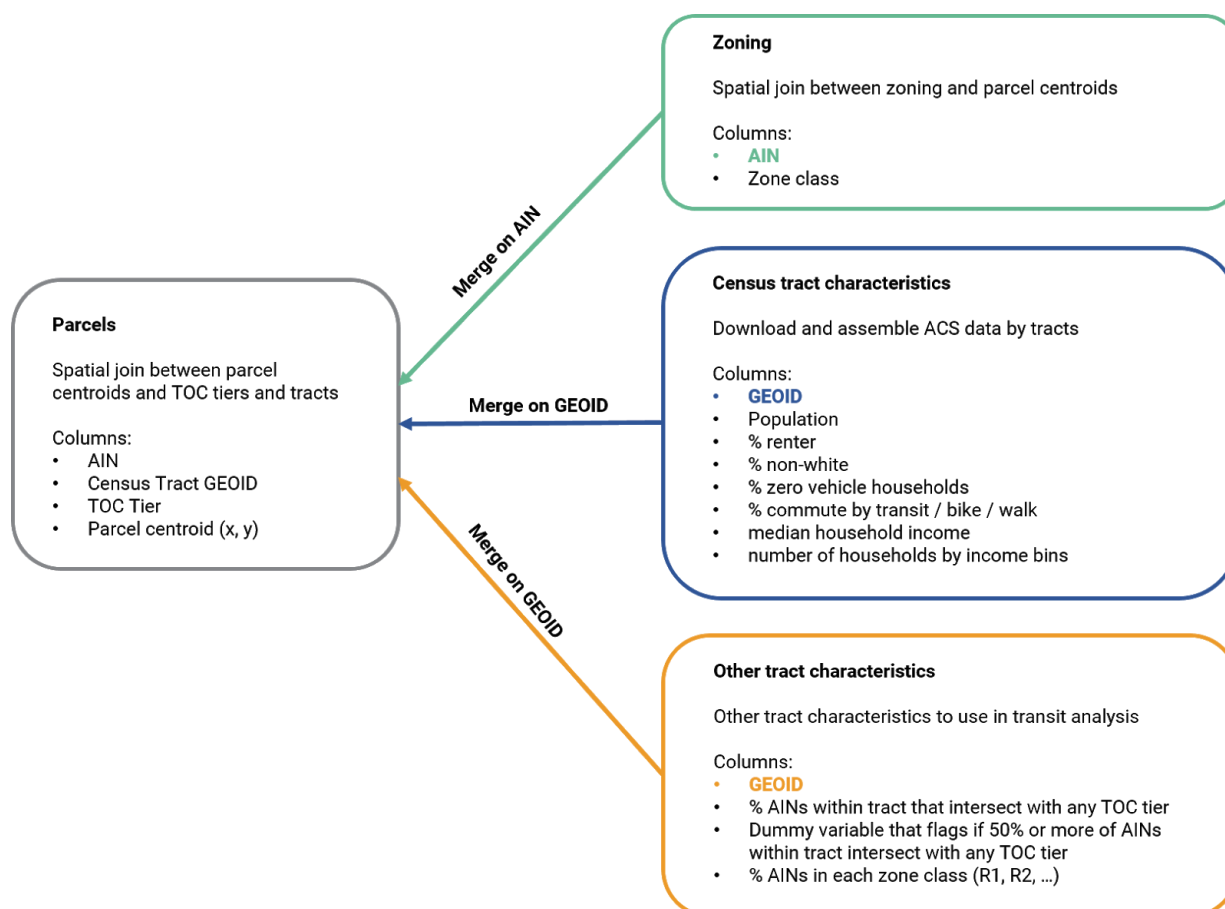 Zoning
Spatial join between zoning and parcel centroids
Columns:
• AIN
• Zone class
Merge on AIN
Parcels
Spatial join between parcel
centroids and TOC tiers and tracts
Columns:
• AIN
• Census Tract GEOID
• TOC Tier
• Parcel centroid (x, y)
Merge on GEOID
Census tract characteristics
Download and assemble ACS data by tracts
Columns:
• GEOID
• Population
• % renter
• % non-white
• % zero vehicle households
• % commute by transit / bike / walk
• median household income
• number of households by income bins
Merge on GEOID
Other tract characteristics
Other tract characteristics to use in transit analysis
Columns:
• GEOID
• % AINs within tract that intersect with any TOC tier
• Dummy variable that flags if 50% or more of AINs
within tract intersect with any TOC tier
• % AINs in each zone class (R1, R2, ...)